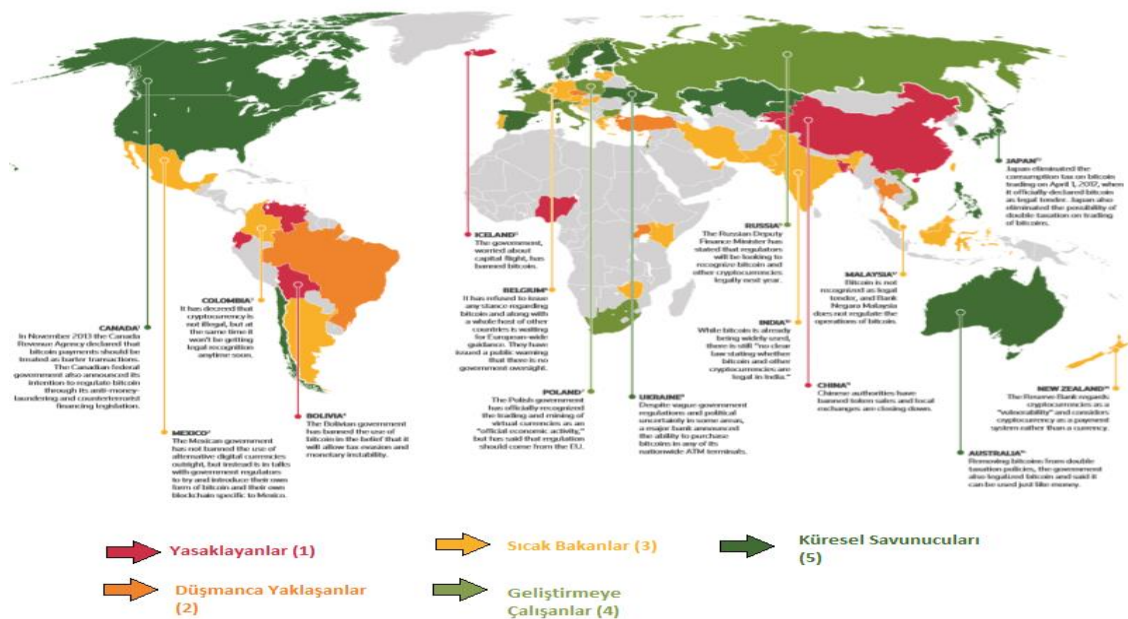 JAPAN
Japan eliminated the
consumption tax on bitcoin
trading on April 1, 2017, when
it officially declared bitcoin
as legal tender. Japan also
eliminated the possibility of
double taxation on trading
of bitcoin.
ICELAND
The government,
worried about
capital flight, has
banned bitcoin.
RUSSIA
The Russian Deputy
Finance Minister has
stated that regulators
will be looking to
recognize bitcoin and
other cryptocurrencies
legally next year.
MALAYSIA
Bitcoin is not
recognized as legal
tender, and Bank
Negara Malaysia
does not regulate the
operations of bitcoin.
BELGIUM
It has refused to issue
any stance regarding
bitcoin and along with
a whole host of other
countries is waiting
for European-wide
guidance. They have
issued a public warning
that there is no
government oversight.
COLOMBIA
It has decreed that
cryptocurrency is
not illegal, but at
the same time it
won't be getting
legal recognition
anytime soon.
CANADA
In November 2013 the Canada
Revenue Agency declared that
bitcoin payments should be
treated as barter transactions.
The Canadian federal
government also announced its
intention to regulate bitcoin
through its anti-money-
laundering and counterterrorist
financing legislation.
INDIA
While bitcoin is already
being widely used,
there is still "no clear
law stating whether
bitcoin and other
cryptocurrencies are
legal in India."
CHINA
Chinese authorities have
banned token sales and local
exchanges are closing down.
NEW ZEALAND
The Reserve Bank regards
cryptocurrencies as a
"vulnerability" and considers
cryptocurrency as a payment
system rather than a currency.
POLAND
The Polish government
has officially recognized
the trading and mining of
virtual currencies as an
"official economic activity,"
but has said that regulation
should come from the EU.
UKRAINE
Despite vague government
regulations and political
uncertainty in some areas,
a major bank announced
the ability to purchase
bitcoins in any of its
nationwide ATM terminals.
BOLIVIA
The Bolivian government
has banned the use of
bitcoin in the belief that it
will allow tax evasion and
monetary instability.
MEXICO
The Mexican government
has not banned the use of
alternative digital currencies
outright, but instead is in talks
with government regulators
to try and introduce their own
form of bitcoin and their own
blockchain specific to Mexico.
AUSTRALIA
Removing bitcoins from double
taxation policies, the government
also legalized bitcoin and said it
can be used just like money.
Yasaklayanlar (1)
Sıcak Bakanlar (3)
Küresel Savunucuları
(5)
Düşmanca Yaklaşanlar
(2)
Geliştirmeye
Çalışanlar (4)